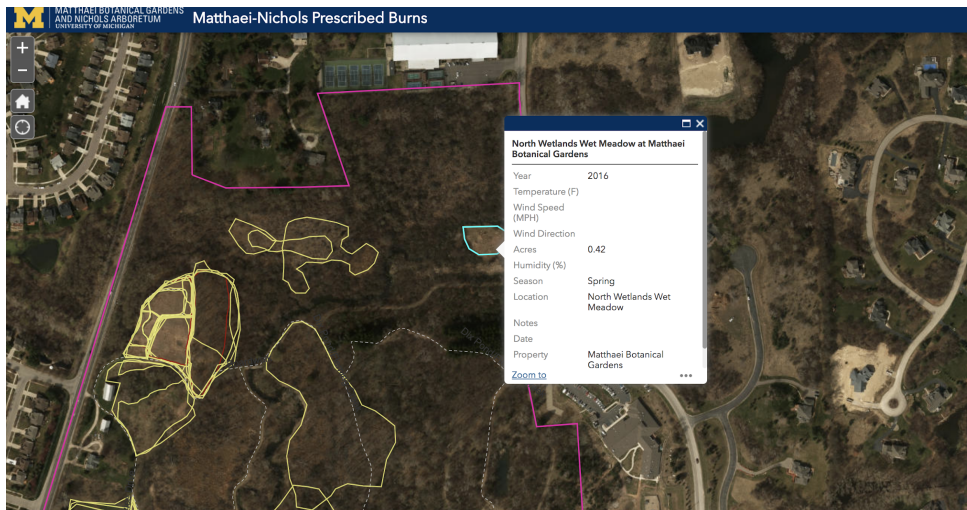 MATTHAEI BOTANICAL GARDENS
AND NICHOLS ARBORETUM
UNIVERSITY OF MICHIGAN
Matthaei-Nichols Prescribed Burns
North Wetlands Wet Meadow at Matthaei
Botanical Gardens
Year 2016
Temperature (F)
Wind Speed
(MPH)
Wind Direction
Acres 0.42
Humidity (%)
Season Spring
Location North Wetlands Wet
Meadow
Notes
Date
Property Matthaei Botanical
Gardens
Zoom to